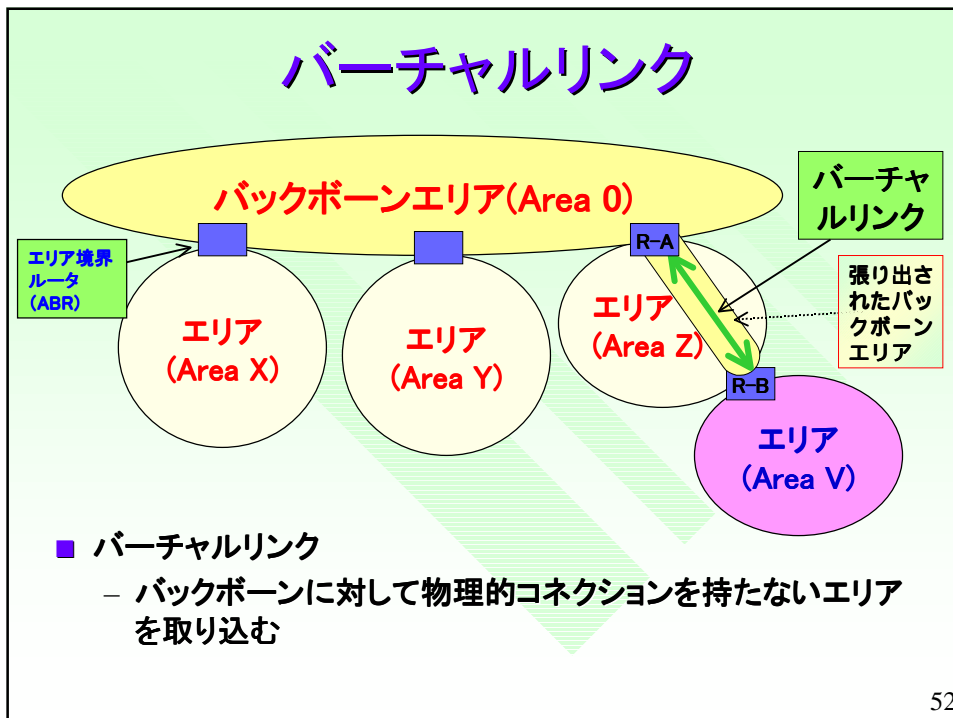 バーチャルリンク
バックボーンエリア(Area 0)
バーチャ
ルリンク
エリア境界
ルータ
(ABR)
R-A
張り出さ
れたバッ
クボーン
エリア
エリア
(Area X)
エリア
(Area Y)
エリア
(Area Z)
R-B
エリア
(Area V)
■ バーチャルリンク
– バックボーンに対して物理的コネクションを持たないエリア
を取り込む
52